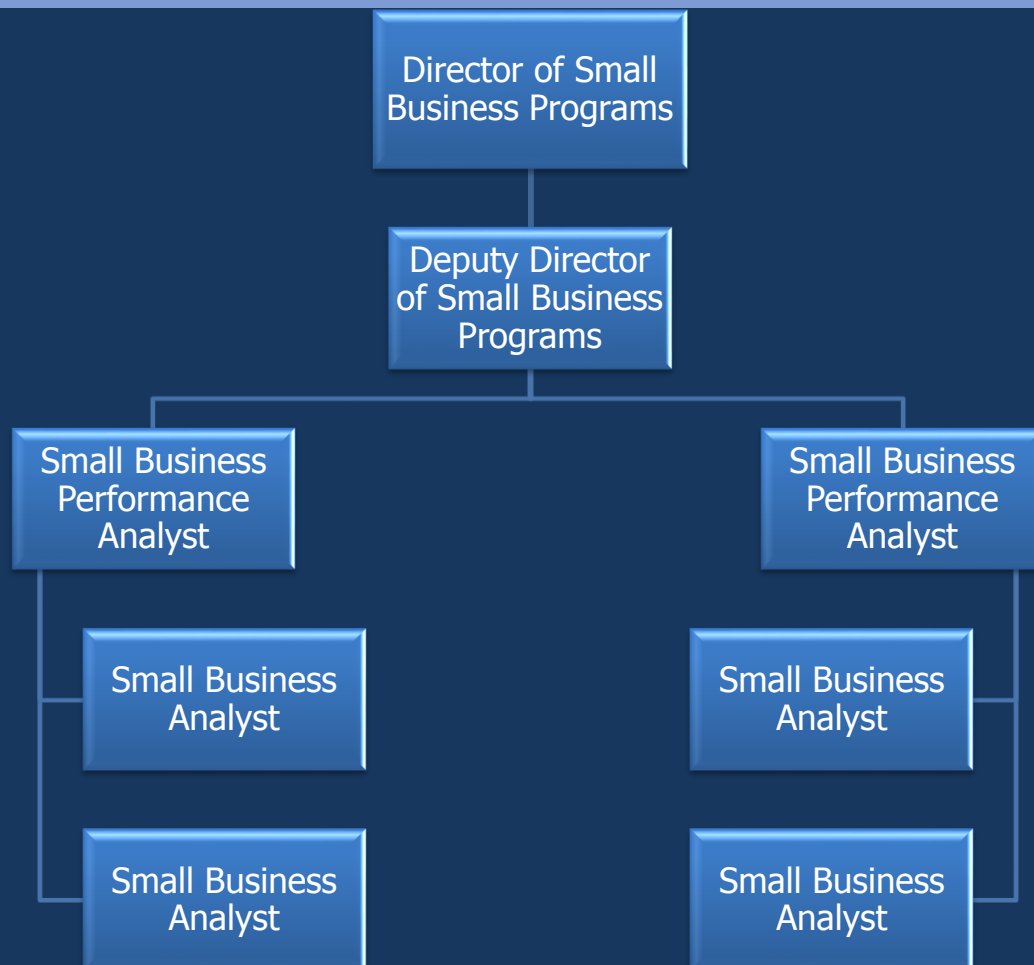 Director of Small
Business Programs
Deputy Director
of Small Business
Programs
Small Business
Performance
Analyst
Small Business
Performance
Analyst
Small Business
Analyst
Small Business
Analyst
Small Business
Analyst
Small Business
Analyst